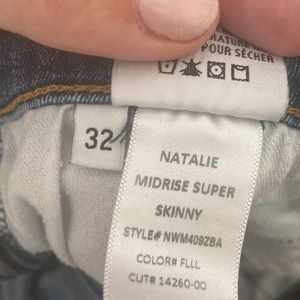 POUR SÉCHER
32
NATALIE
MIDRISE SUPER
SKINNY
STYLE# NWM409ZBA
COLOR# FLLL
CUT# 14260-00